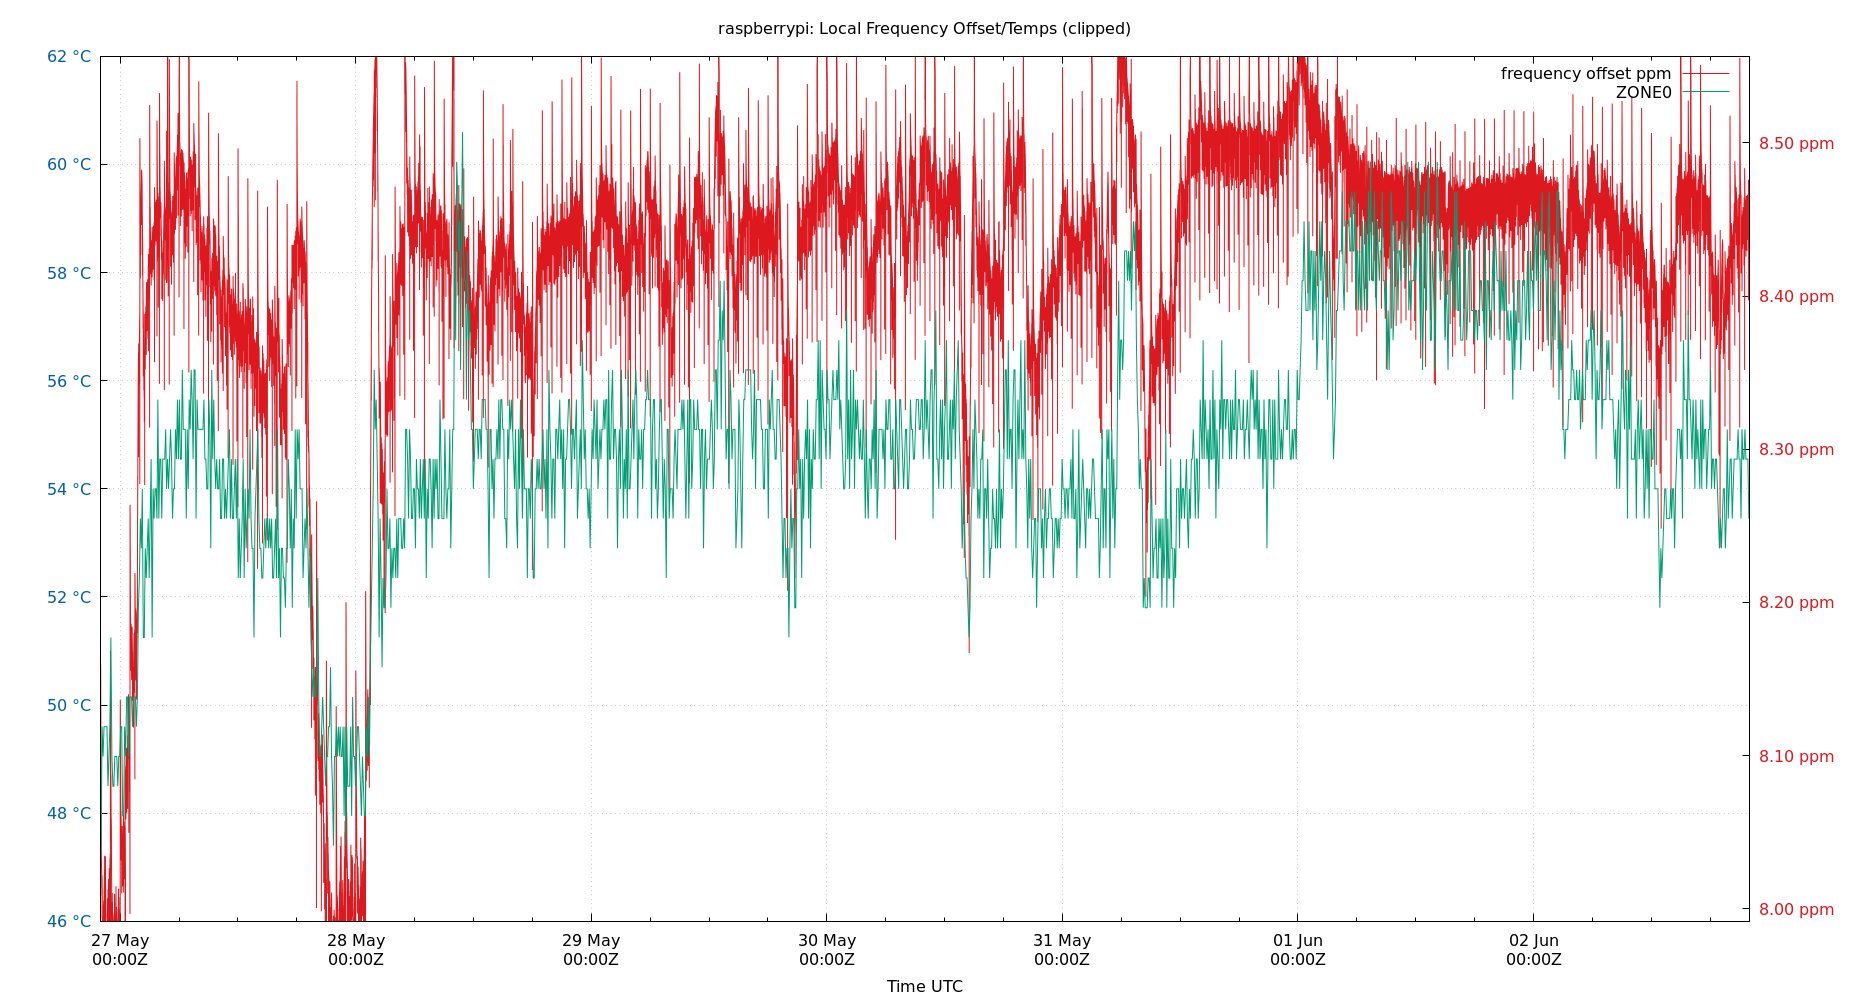 raspberrypi: Local Frequency Offset/Temps (clipped)
62 °C
60 °C
58 °C
56 °C
54 °C
52 °C
50 °C
48 °C
46 °C
frequency offset ppm
ZONE0
8.50 ppm
8.40 ppm
8.30 ppm
8.20 ppm
8.10 ppm
8.00 ppm
27 May 28 May 29 May 30 May 31 May 01 Jun 02 Jun
00:00Z 00:00Z 00:00Z 00:00Z 00:00Z 00:00Z 00:00Z
Time UTC